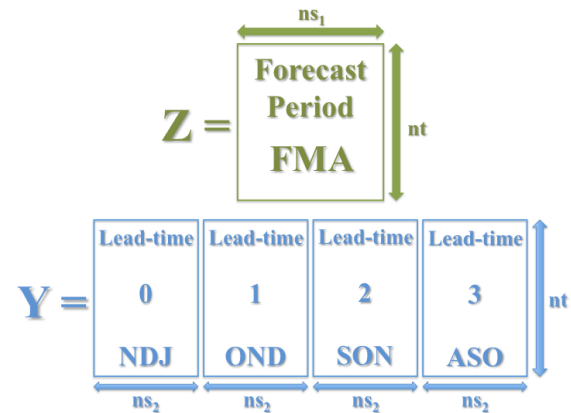 ns₁
Forecast
Period
Z =
FMA
nt
Lead-time Lead-time Lead-time Lead-time
Y = 0 1 2 3 nt
NDJ OND SON ASO
ns₂ ns₂ ns₂ ns₂